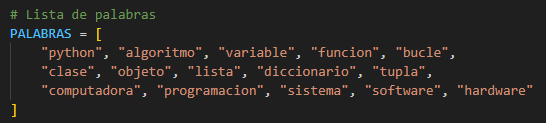 # Lista de palabras
PALABRAS = [
    "python", "algoritmo", "variable", "funcion", "bucle",
    "clase", "objeto", "lista", "diccionario", "tupla",
    "computadora", "programacion", "sistema", "software", "hardware"
]